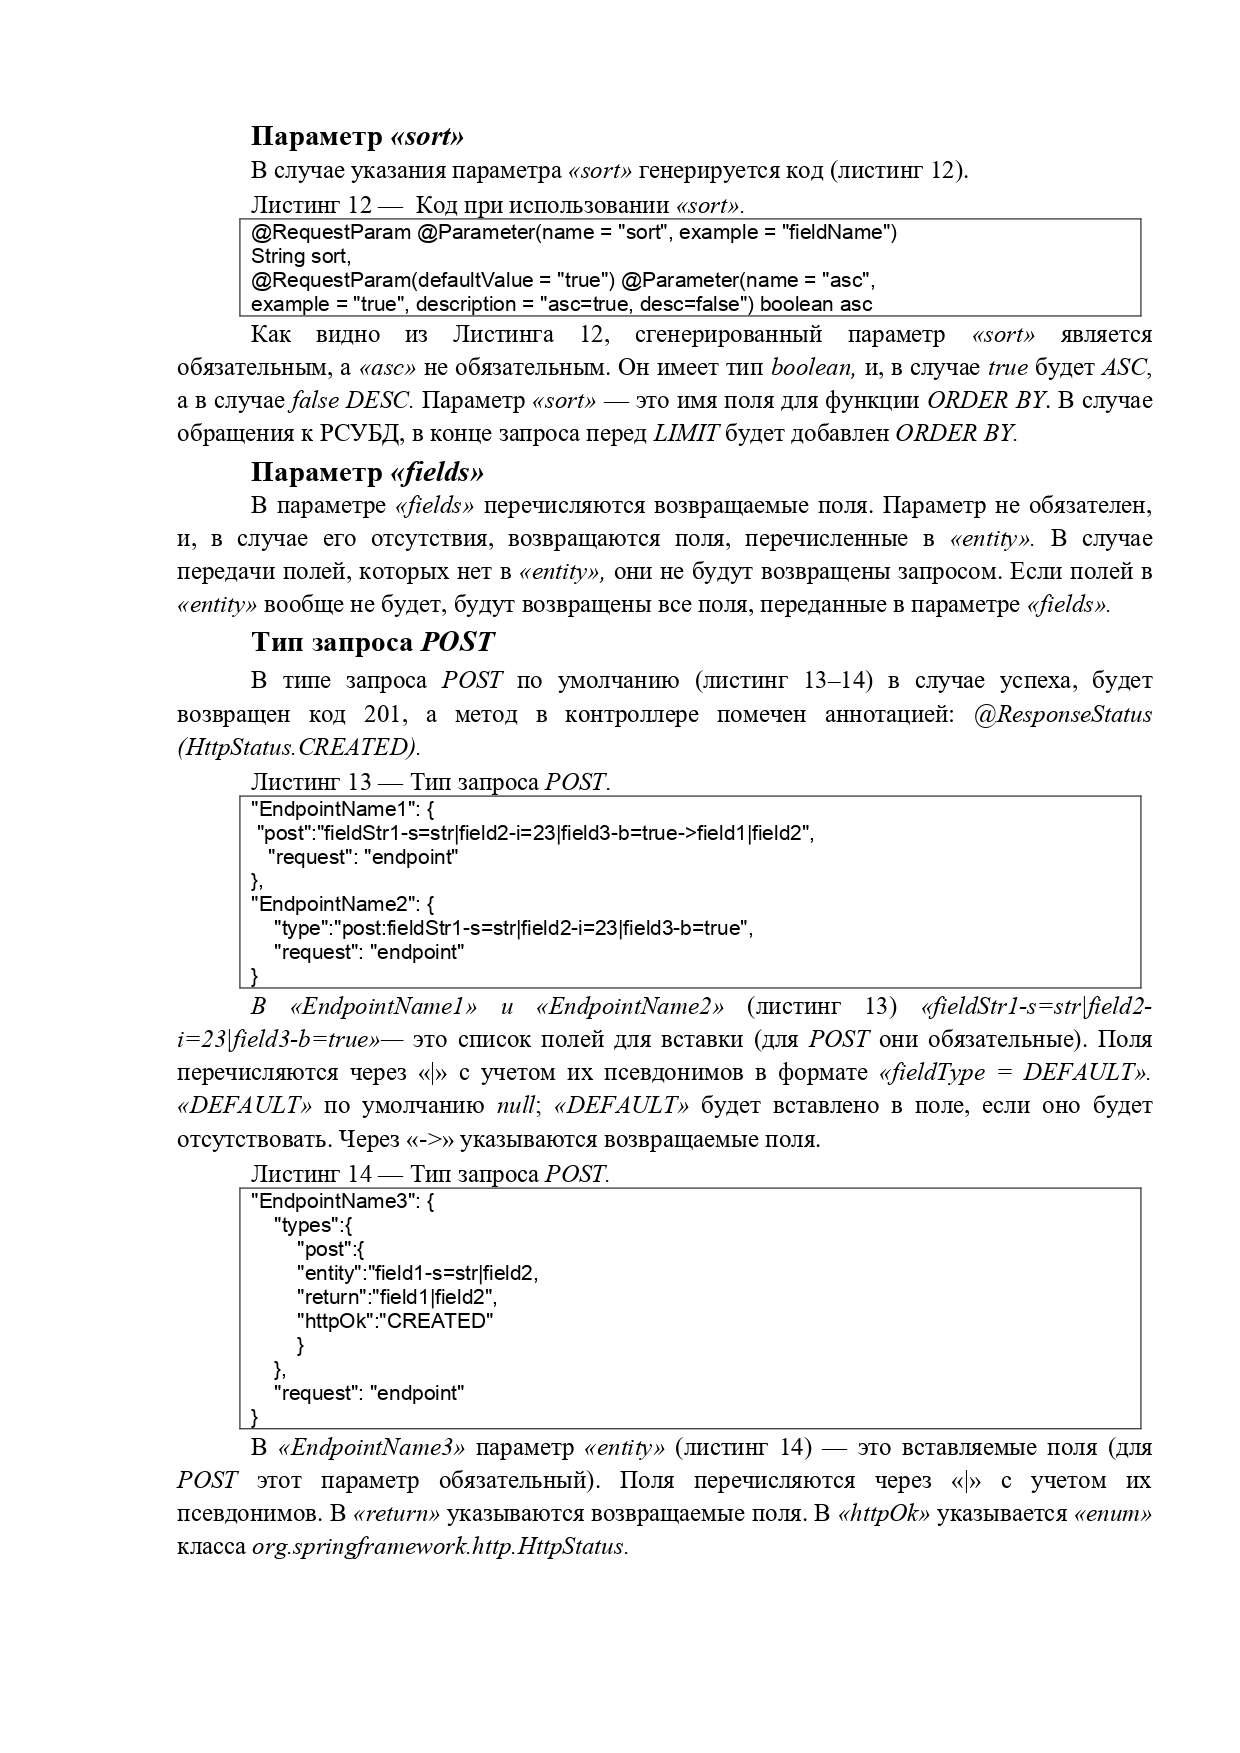 Параметр «sort»
В случае указания параметра «sort» генерируется код (листинг 12).
Листинг 12 — Код при использовании «sort».
@RequestParam @Parameter(name = "sort", example = "fieldName")
String sort,
@RequestParam(defaultValue = "true") @Parameter(name = "asc",
example = "true", description = "asc=true, desc=false") boolean asc
Как видно из Листинга 12, сгенерированный параметр «sort» является
обязательным, а «asc» не обязательным. Он имеет тип boolean, и, в случае true будет ASC,
а в случае false DESC. Параметр «sort» — это имя поля для функции ORDER BY. В случае
обращения к РСУБД, в конце запроса перед LIMIT будет добавлен ORDER BY.
Параметр «fields»
В параметре «fields» перечисляются возвращаемые поля. Параметр не обязателен,
и, в случае его отсутствия, возвращаются поля, перечисленные в «entity». В случае
передачи полей, которых нет в «entity», они не будут возвращены запросом. Если полей в
«entity» вообще не будет, будут возвращены все поля, переданные в параметре «fields».
Тип запроса POST
В типе запроса POST по умолчанию (листинг 13–14) в случае успеха, будет
возвращен код 201, а метод в контроллере помечен аннотацией: @ResponseStatus
(HttpStatus.CREATED).
Листинг 13 — Тип запроса POST.
"EndpointName1": {
"post":"fieldStr1-s=str|field2-i=23|field3-b=true->field1|field2",
"request": "endpoint"
},
"EndpointName2": {
"type":"post:fieldStr1-s=str|field2-i=23|field3-b=true",
"request": "endpoint"
}
В «EndpointName1» и «EndpointName2» (листинг 13) «fieldStr1-s=str|field2-
i=23|field3-b=true»— это список полей для вставки (для POST они обязательные). Поля
перечисляются через «|» с учетом их псевдонимов в формате «fieldType = DEFAULT».
«DEFAULT» по умолчанию null; «DEFAULT» будет вставлено в поле, если оно будет
отсутствовать. Через «->» указываются возвращаемые поля.
Листинг 14 — Тип запроса POST.
"EndpointName3": {
"types":{
"post":{
"entity":"field1-s=str|field2,
"return":"field1|field2",
"httpOk":"CREATED"
}
},
"request": "endpoint"
}
В «EndpointName3» параметр «entity» (листинг 14) — это вставляемые поля (для
POST этот параметр обязательный). Поля перечисляются через «|» с учетом их
псевдонимов. В «return» указываются возвращаемые поля. В «httpOk» указывается «enum»
класса org.springframework.http.HttpStatus.